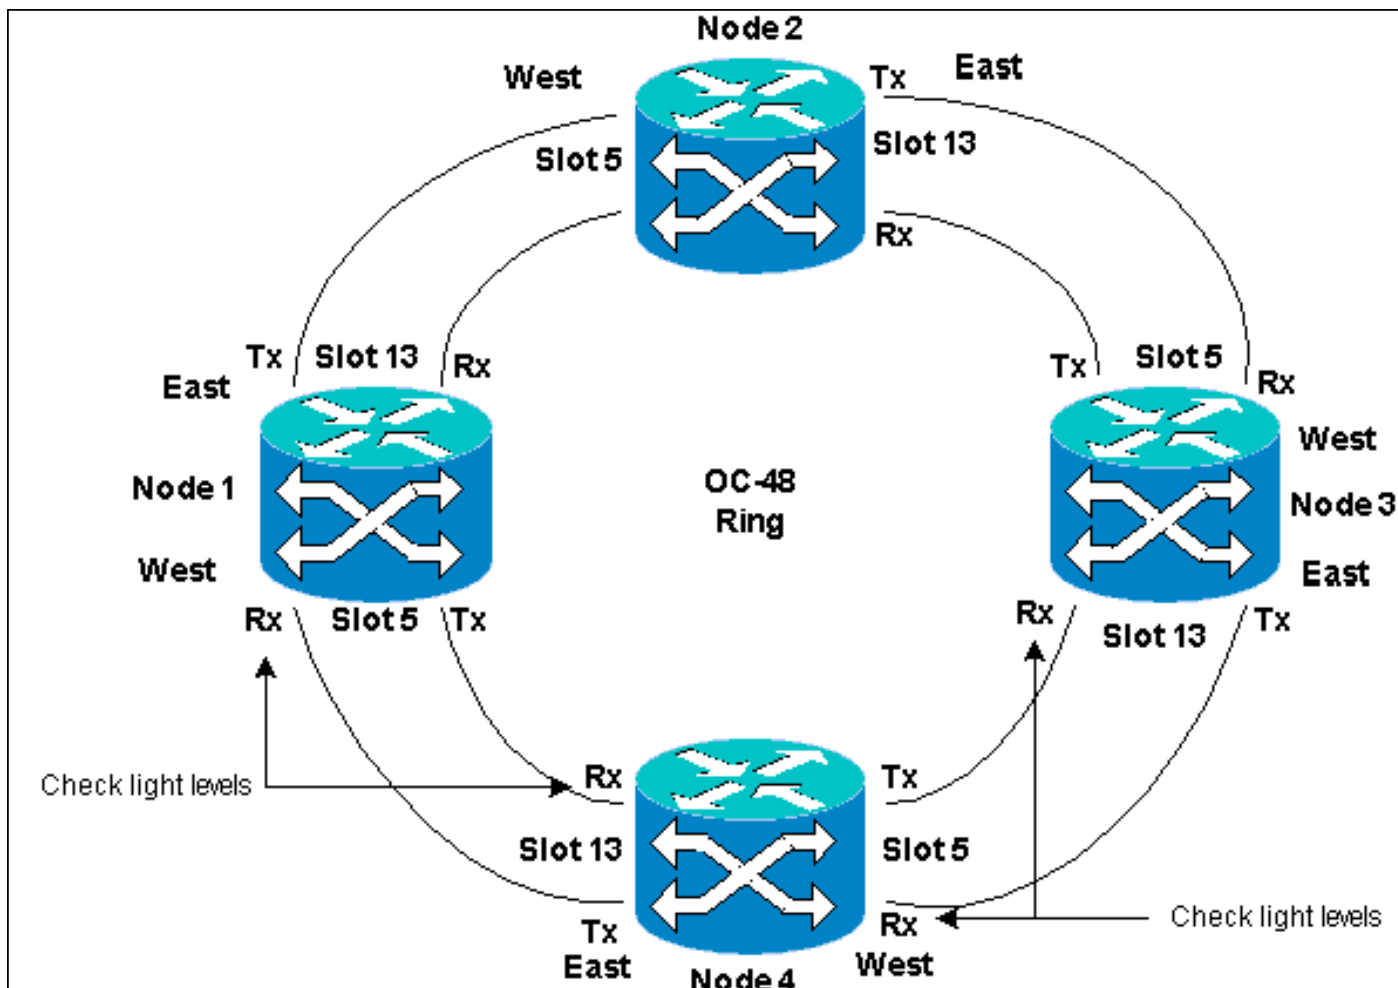 Node 2
West
Tx
East
Slot 5
Slot 13
Rx
Tx
Slot 13
Rx
East
Tx
Slot 5
Rx
West
Node 1
OC-48
Ring
Node 3
West
East
Rx
Slot 5
Tx
Rx
Slot 13
Tx
Check light levels
Rx
Tx
Slot 13
Slot 5
Tx
Rx
Check light levels
East
West
Node 4